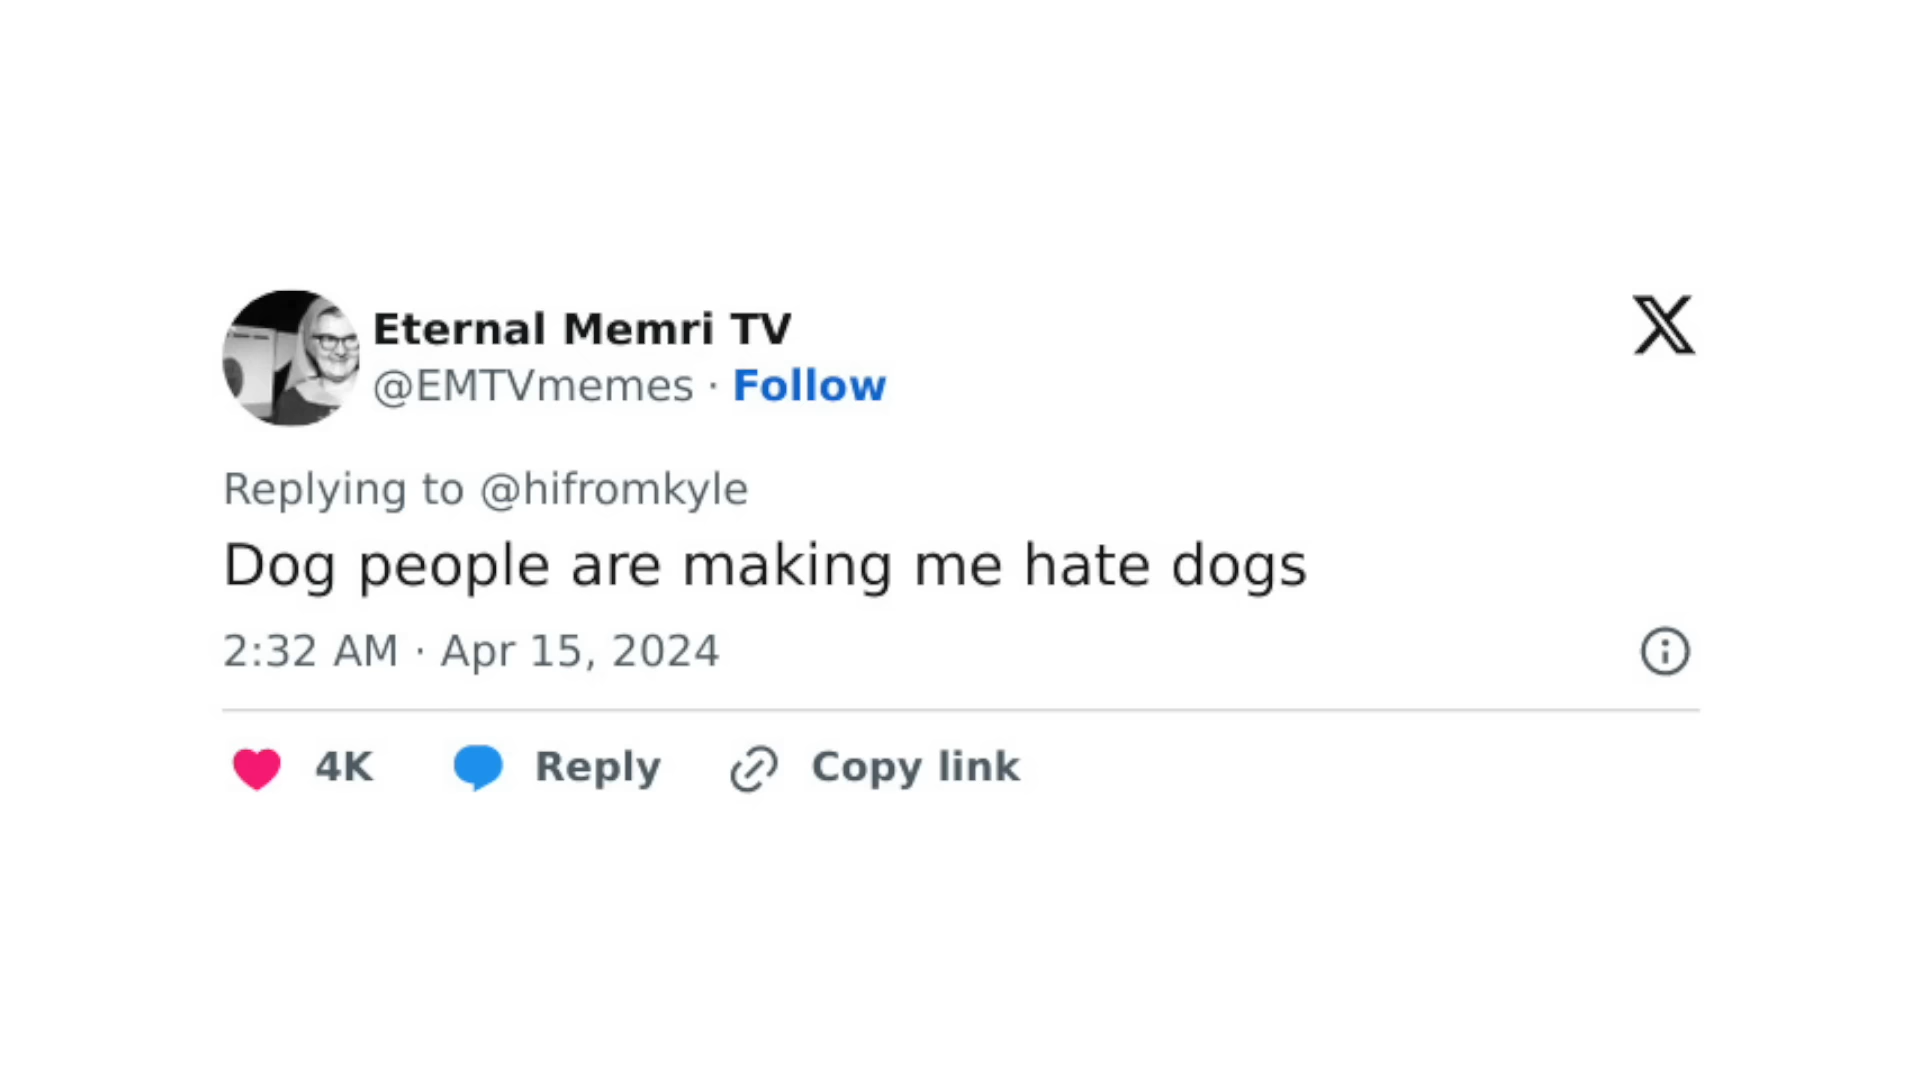 Eternal Memri TV
@EMTVmemes · Follow
Replying to @hifromkyle
Dog people are making me hate dogs
2:32 AM · Apr 15, 2024
4K Reply Copy link